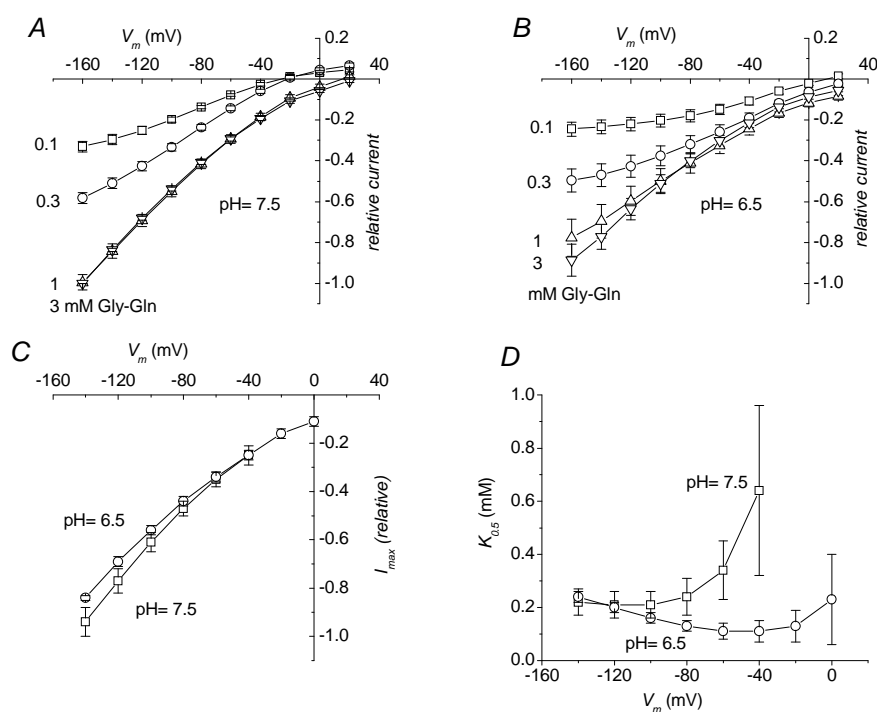 A
V_m (mV)
-160 -120 -80 -40 40
0.2
-0.2
-0.4
-0.6
-0.8
-1.0
relative current
0.1
0.3
1
3 mM Gly-Gln
pH= 7.5
B
V_m (mV)
-160 -120 -80 -40 40
0.2
-0.2
-0.4
-0.6
-0.8
-1.0
relative current
0.1
0.3
1
3
mM Gly-Gln
pH= 6.5
C
V_m (mV)
-160 -120 -80 -40 0 40
-0.2
-0.4
-0.6
-0.8
-1.0
I_max (relative)
pH= 6.5
pH= 7.5
D
1.0
0.8
0.6
0.4
0.2
0.0
K_0.5 (mM)
pH= 7.5
pH= 6.5
-160 -120 -80 -40 0
V_m (mV)